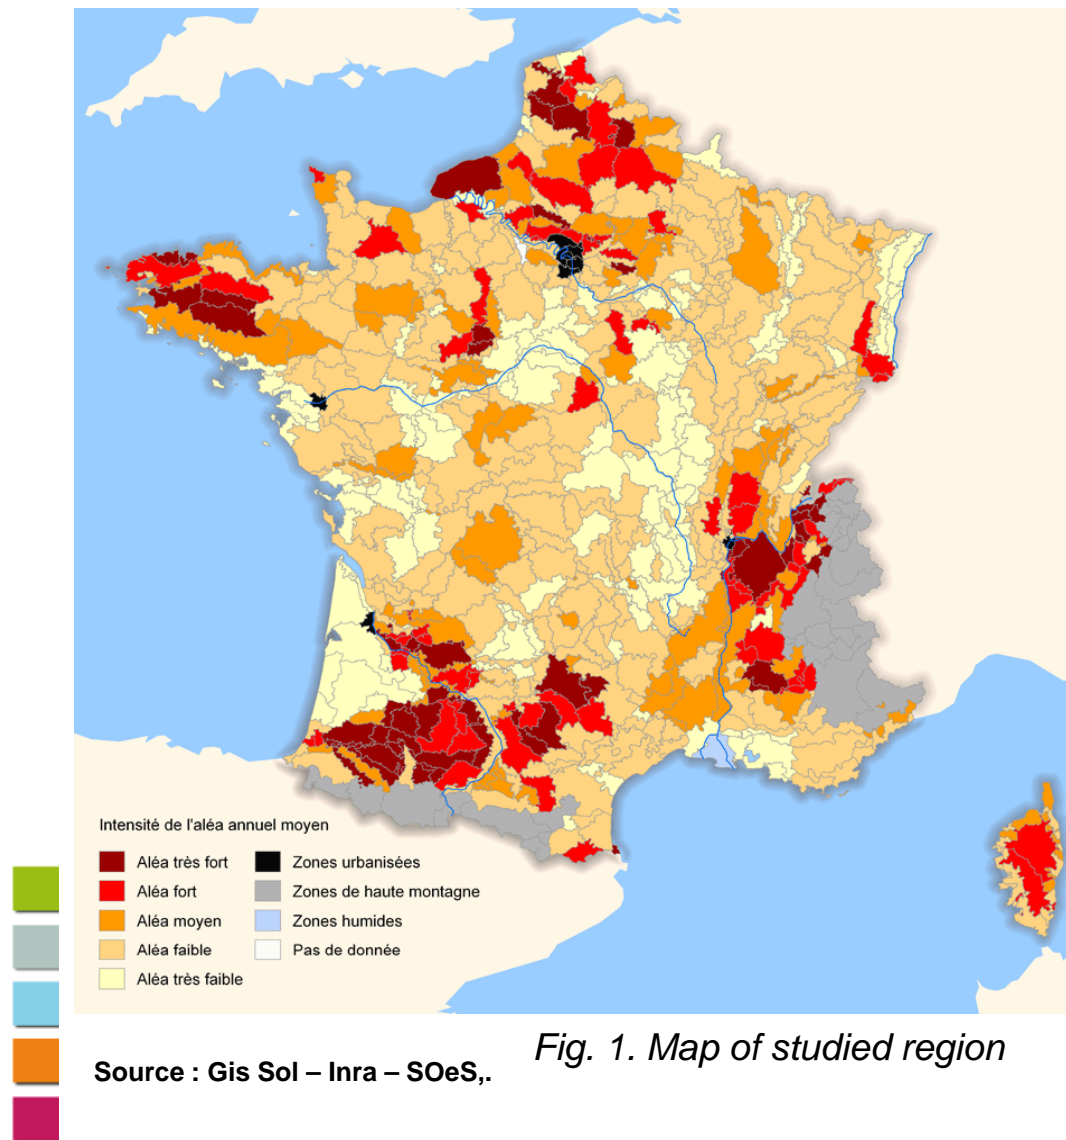 Intensité de l'aléa annuel moyen
Aléa très fort
Aléa fort
Aléa moyen
Aléa faible
Aléa très faible
Zones urbanisées
Zones de haute montagne
Zones humides
Pas de donnée
Fig. 1. Map of studied region
Source : Gis Sol – Inra – SOeS,.